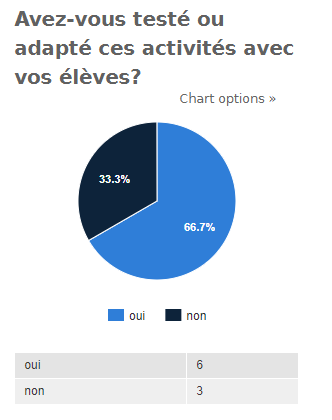 Avez-vous testé ou
adapté ces activités avec
vos élèves?
Chart options »
33.3%
66.7%
oui non
oui 6
non 3